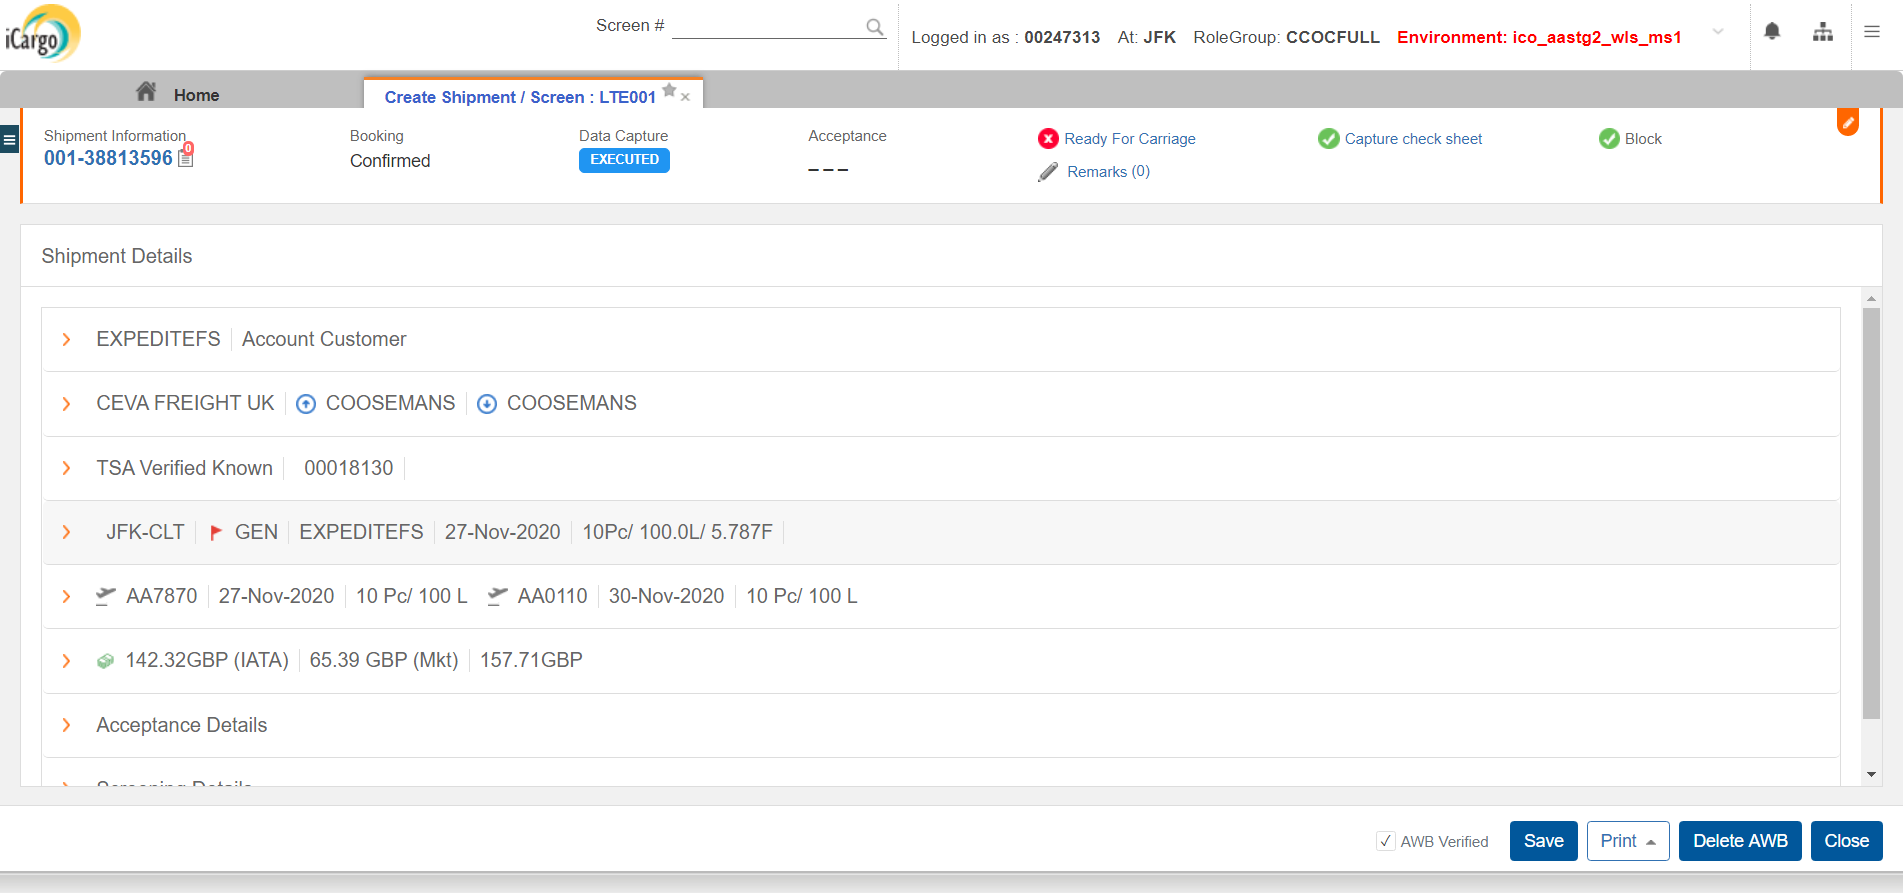 iCargo
Screen #
Logged in as : 00247313 At: JFK RoleGroup: CCOCFULL Environment: ico_aastg2_wls_ms1
Home
Create Shipment / Screen : LTE001
Shipment Information
001-38813596
0
Booking
Confirmed
Data Capture
EXECUTED
Acceptance
– – –
Ready For Carriage
Remarks (0)
Capture check sheet
Block
Shipment Details
EXPEDITEFS Account Customer
CEVA FREIGHT UK COOSEMANS COOSEMANS
TSA Verified Known 00018130
JFK-CLT GEN EXPEDITEFS 27-Nov-2020 10Pc/ 100.0L/ 5.787F
AA7870 27-Nov-2020 10 Pc/ 100 L AA0110 30-Nov-2020 10 Pc/ 100 L
142.32GBP (IATA) 65.39 GBP (Mkt) 157.71GBP
Acceptance Details
Screening Details
AWB Verified
Save
Print
Delete AWB
Close